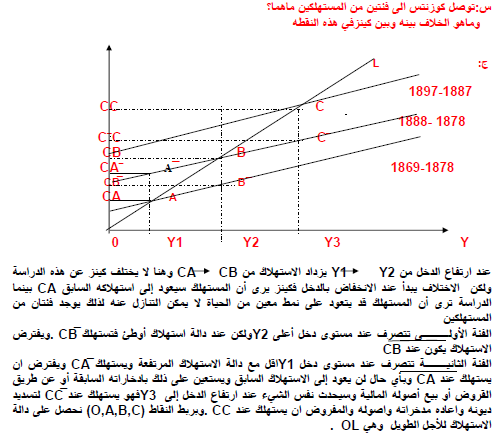 س:توصل كوزنتس الى فئتين من المستهلكين ماهما؟
وماهو الخلاف بينه وبين كينزفي هذه النقطه
ج:
L
1897-1887
CC
C
C̅C
C
1888- 1878
CB
B
CA̅
A̅
CB̅
B̅
1869-1878
CA
A
0 Y1 Y2 Y3 Y
عند ارتفاع الدخل من Y1 Y2 يزداد الاستهلاك من CA CB وهنا لا يختلف كينز عن هذه الدراسة
ولكن الاختلاف يبدأ عند الانخفاض بالدخل فكينز يرى أن المستهلك سيعود إلى استهلاكه السابق CA بينما
الدراسة ترى أن المستهلك قد يتعود على نمط معين من الحياة لا يمكن التنازل عنه لذلك يوجد فئتان من
المستهلكين
الفئة الأولى تتصرف عند مستوى دخل أعلى Y2ولكن عند دالة استهلاك أوطئ فتستهلك CB̅ .ويفترض
الاستهلاك يكون عند CB
الفئة الثانية تتصرف عند مستوى دخل Y1اقل مع دالة الاستهلاك المرتفعة ويستهلك CA̅ ويفترض ان
يستهلك عند CA وبأي حال لن يعود إلى الاستهلاك السابق ويستعين على ذلك بادخاراته السابقة أو عن طريق
القروض أو بيع أصوله المالية وسيحدث نفس الشيء عند ارتفاع الدخل إلى Y3فهو يستهلك عند CC̅ لتسديد
ديونه واعاده مدخراته واصوله والمفروض ان يستهلك عند CC .وبربط النقاط (O,A,B,C) نحصل على دالة
الاستهلاك للأجل الطويل وهي OL .